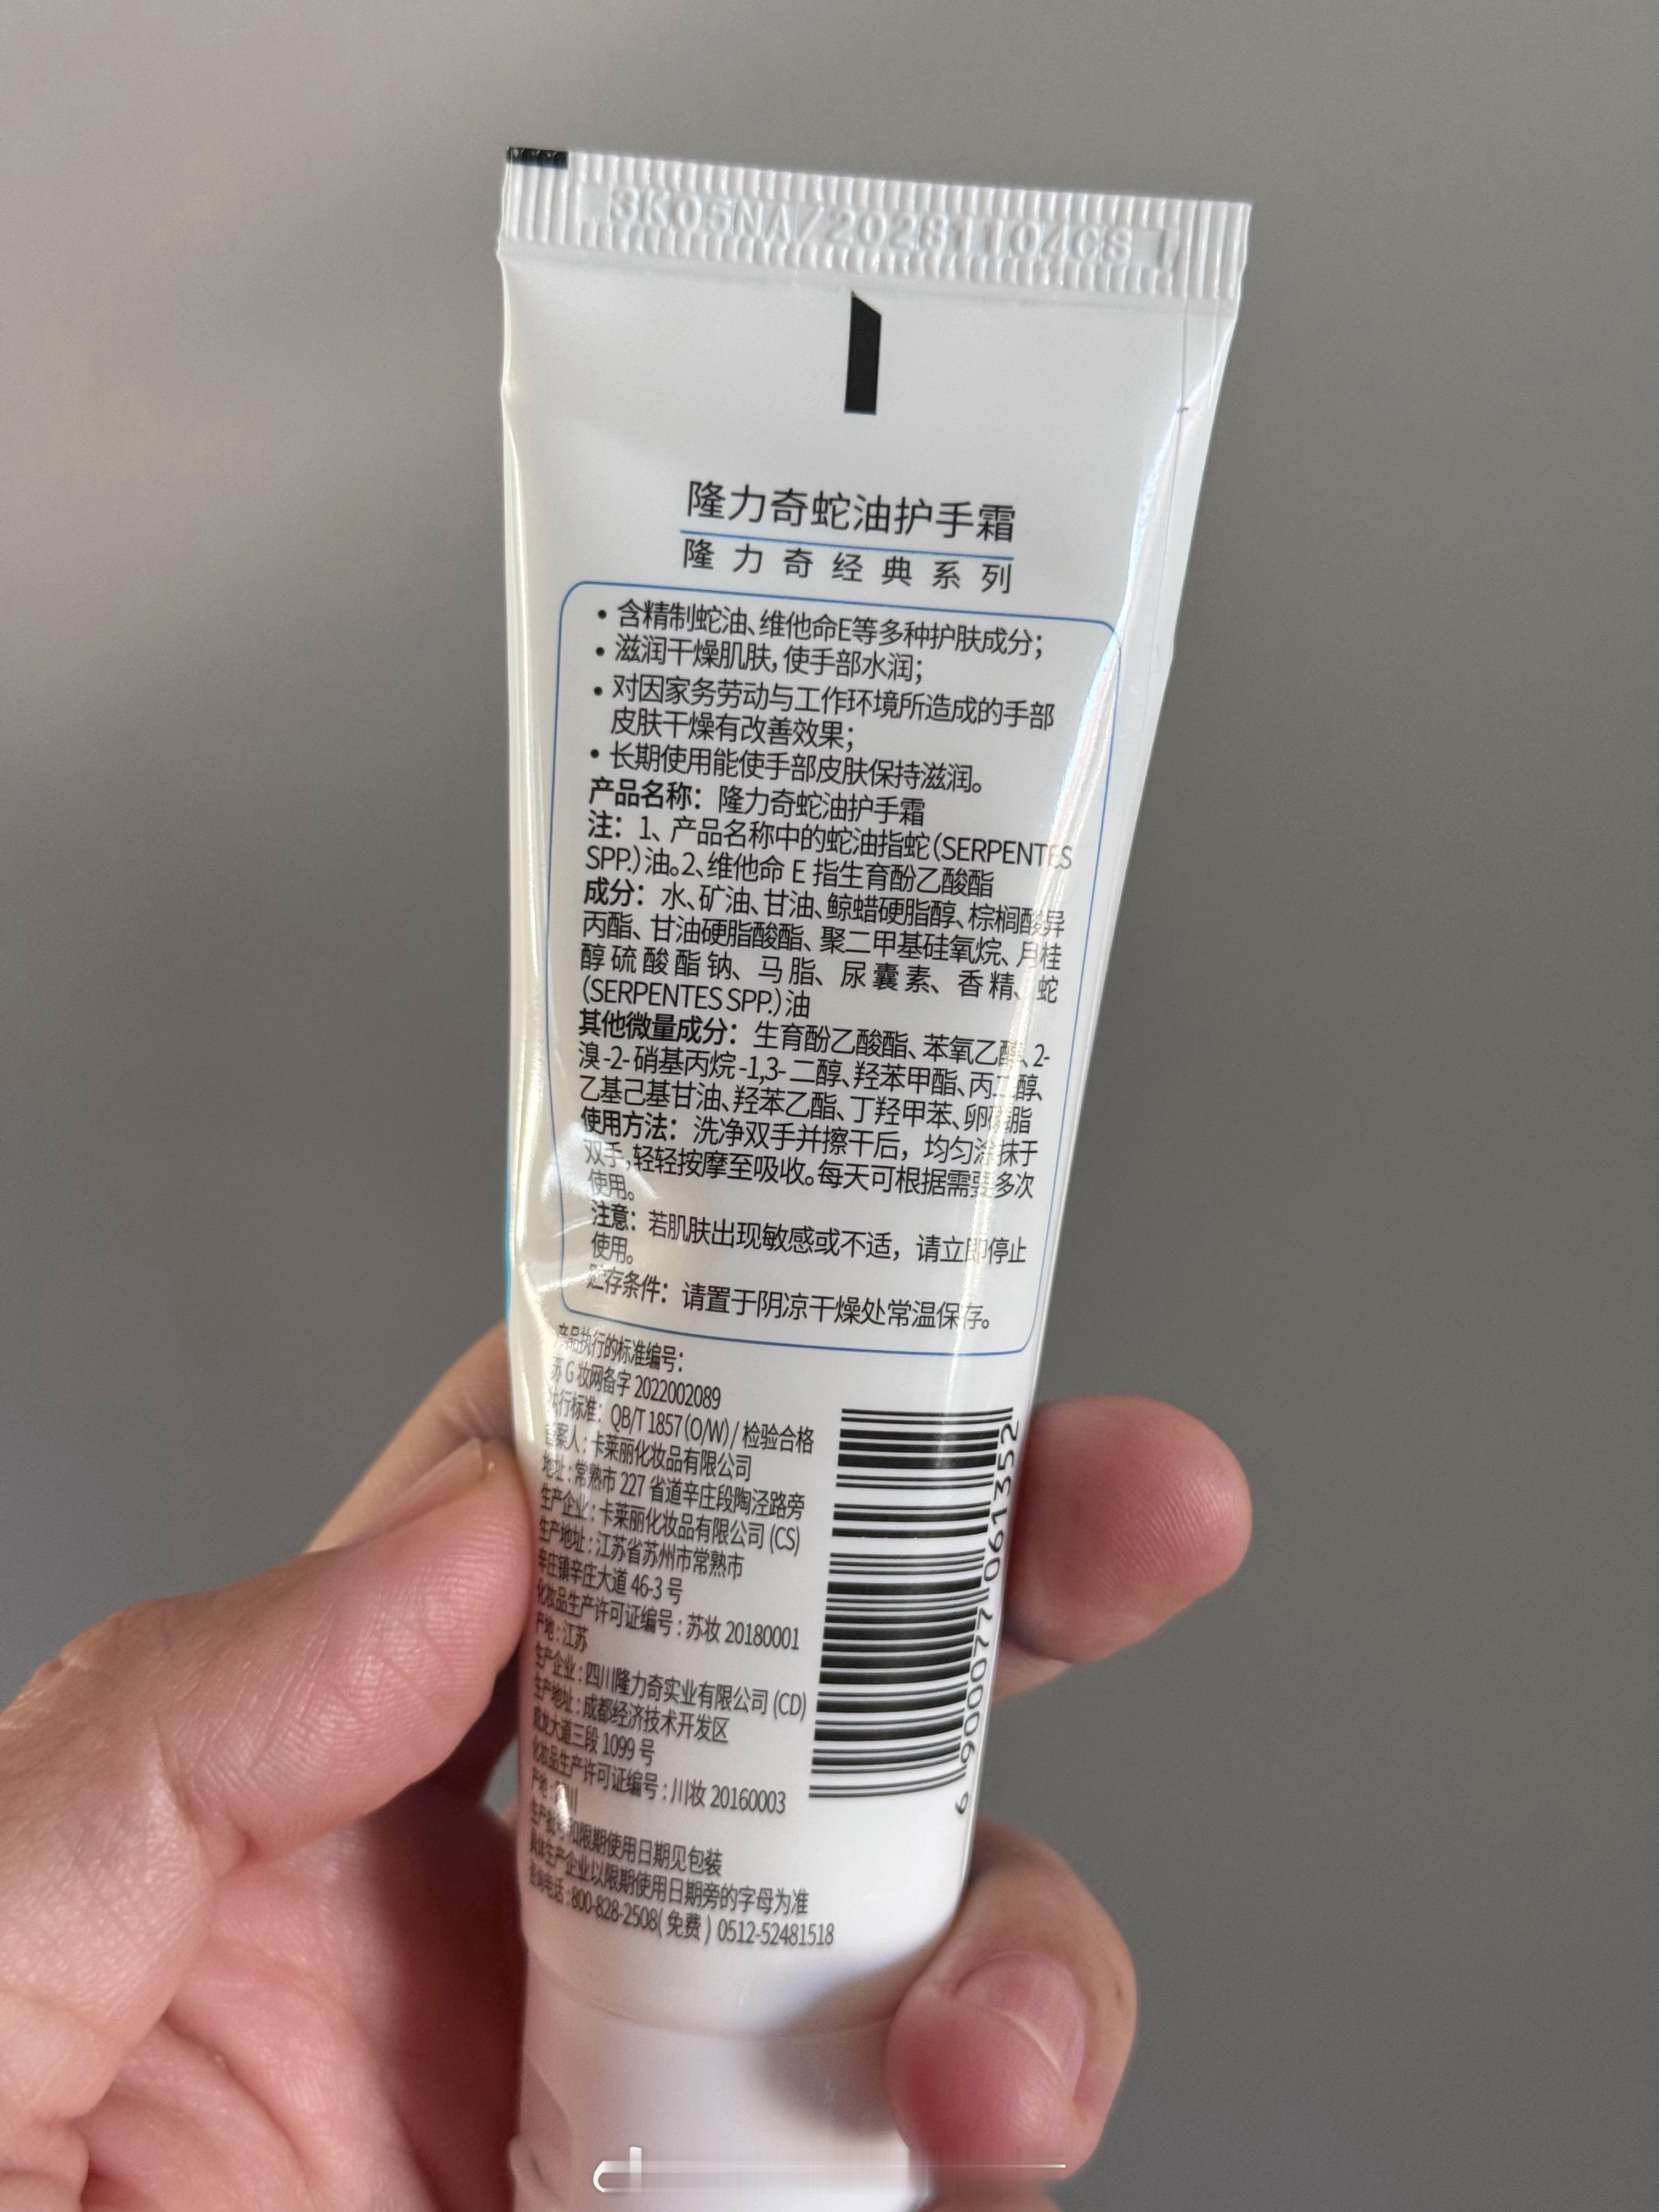 3K05NA/20281104CS
隆力奇蛇油护手霜
隆力奇经典系列
• 含精制蛇油、维他命E等多种护肤成分；
• 滋润干燥肌肤，使手部水润；
• 对因家务劳动与工作环境所造成的手部
皮肤干燥有改善效果；
• 长期使用能使手部皮肤保持滋润。
产品名称：隆力奇蛇油护手霜
注：1、产品名称中的蛇油指蛇（SERPENTES
SPP.）油。2、维他命 E 指生育酚乙酸酯
成分：水、矿油、甘油、鲸蜡硬脂醇、棕榈酸异
丙酯、甘油硬脂酸酯、聚二甲基硅氧烷、月桂
醇硫酸酯钠、马脂、尿囊素、香精、蛇
（SERPENTES SPP.）油
其他微量成分：生育酚乙酸酯、苯氧乙醇、2-
溴-2-硝基丙烷-1,3-二醇、羟苯甲酯、丙二醇、
乙基己基甘油、羟苯乙酯、丁羟甲苯、卵磷脂
使用方法：洗净双手并擦干后，均匀涂抹于
双手，轻轻按摩至吸收。每天可根据需要多次
使用。
注意：若肌肤出现敏感或不适，请立即停止
使用。
贮存条件：请置于阴凉干燥处常温保存。
产品执行的标准编号：
苏 G 妆网备字 2022002089
执行标准：QB/T 1857(O/W) / 检验合格
备案人：卡莱丽化妆品有限公司
地址：常熟市 227 省道辛庄段陶泾路旁
生产企业：卡莱丽化妆品有限公司 (CS)
生产地址：江苏省苏州市常熟市
辛庄镇辛庄大道 46-3 号
化妆品生产许可证编号：苏妆 20180001
产地：江苏
生产企业：四川隆力奇实业有限公司 (CD)
生产地址：成都经济技术开发区
大道三段 1099 号
化妆品生产许可证编号：川妆 20160003
产地：四川
生产批号和限期使用日期见包装
具体生产企业以限期使用日期旁的字母为准
咨询电话：800-828-2508( 免费 ) 0512-52481518
6 900077 061352